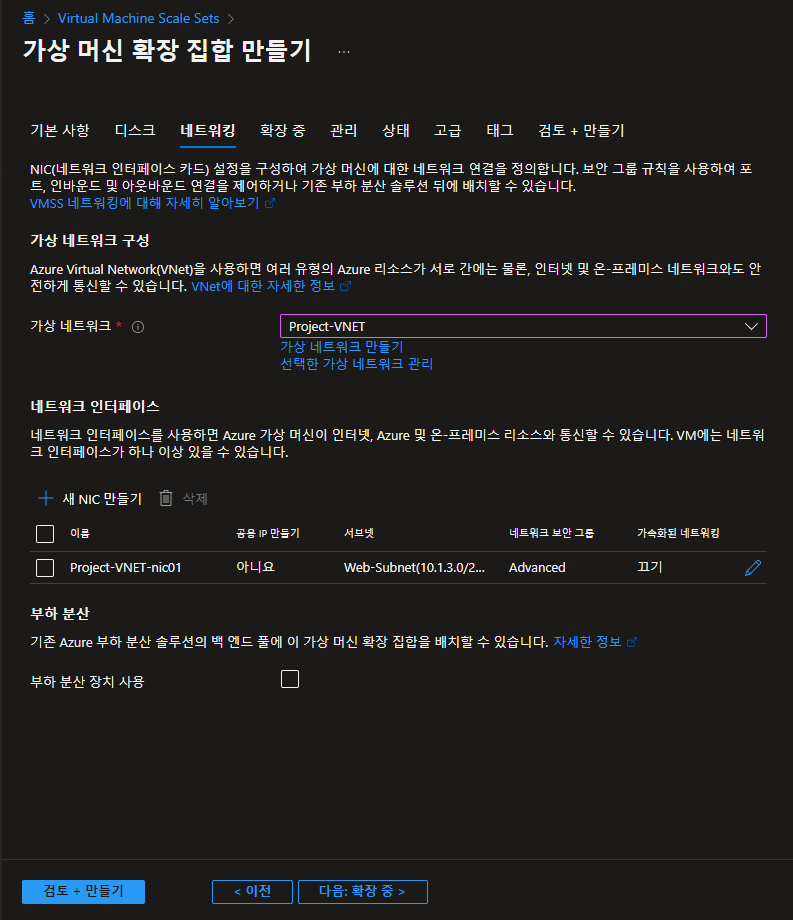 홈 > Virtual Machine Scale Sets >
가상 머신 확장 집합 만들기 ...
기본 사항 디스크 네트워킹 확장 중 관리 상태 고급 태그 검토 + 만들기
NIC(네트워크 인터페이스 카드) 설정을 구성하여 가상 머신에 대한 네트워크 연결을 정의합니다. 보안 그룹 규칙을 사용하여 포
트, 인바운드 및 아웃바운드 연결을 제어하거나 기존 부하 분산 솔루션 뒤에 배치할 수 있습니다.
VMSS 네트워킹에 대해 자세히 알아보기
가상 네트워크 구성
Azure Virtual Network(VNet)을 사용하면 여러 유형의 Azure 리소스가 서로 간에는 물론, 인터넷 및 온-프레미스 네트워크와도 안
전하게 통신할 수 있습니다. VNet에 대한 자세한 정보
가상 네트워크 *
Project-VNET
가상 네트워크 만들기
선택한 가상 네트워크 관리
네트워크 인터페이스
네트워크 인터페이스를 사용하면 Azure 가상 머신이 인터넷, Azure 및 온-프레미스 리소스와 통신할 수 있습니다. VM에는 네트워
크 인터페이스가 하나 이상 있을 수 있습니다.
새 NIC 만들기 삭제
이름 공용 IP 만들기 서브넷 네트워크 보안 그룹 가속화된 네트워킹
Project-VNET-nic01 아니요 Web-Subnet(10.1.3.0/2... Advanced 끄기
부하 분산
기존 Azure 부하 분산 솔루션의 백 엔드 풀에 이 가상 머신 확장 집합을 배치할 수 있습니다. 자세한 정보
부하 분산 장치 사용
검토 + 만들기 < 이전 다음: 확장 중 >